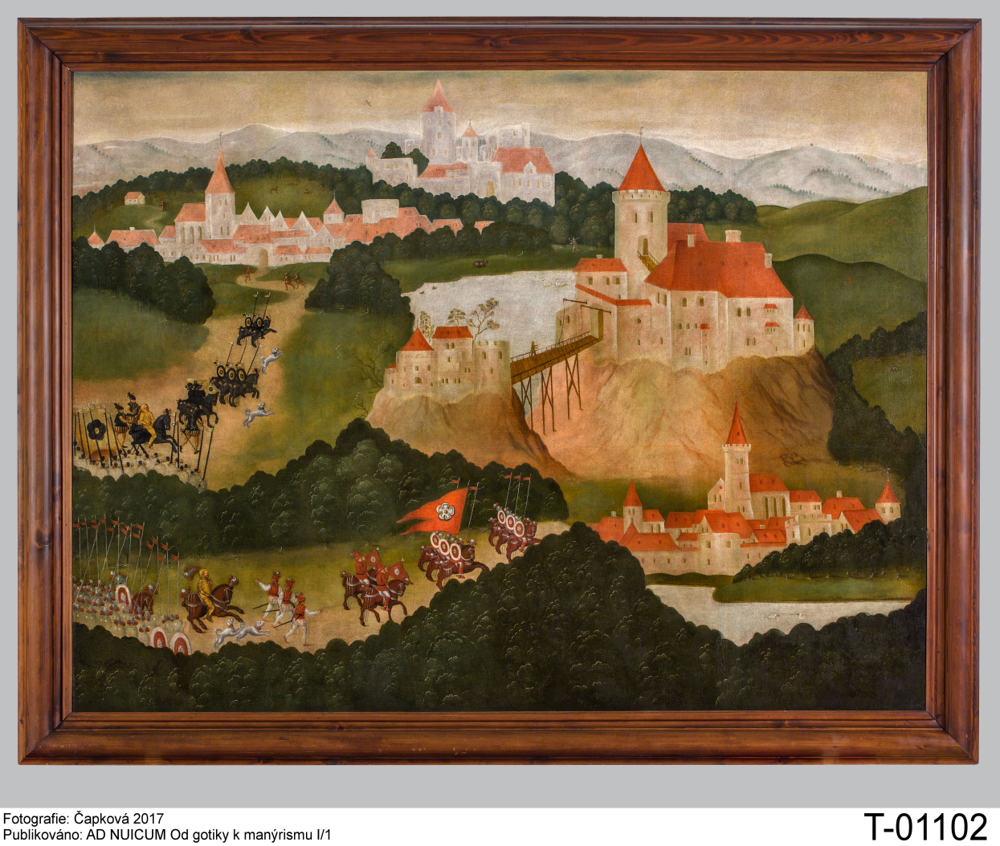 Fotografie: Čapková 2017
Publikováno: AD NUICUM Od gotiky k manýrismu I/1
T-01102